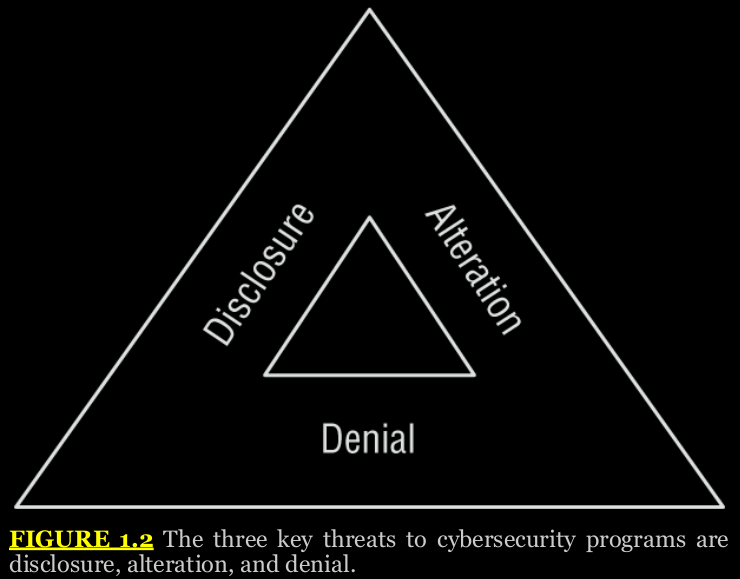 Disclosure
Alteration
Denial
FIGURE 1.2 The three key threats to cybersecurity programs are
disclosure, alteration, and denial.